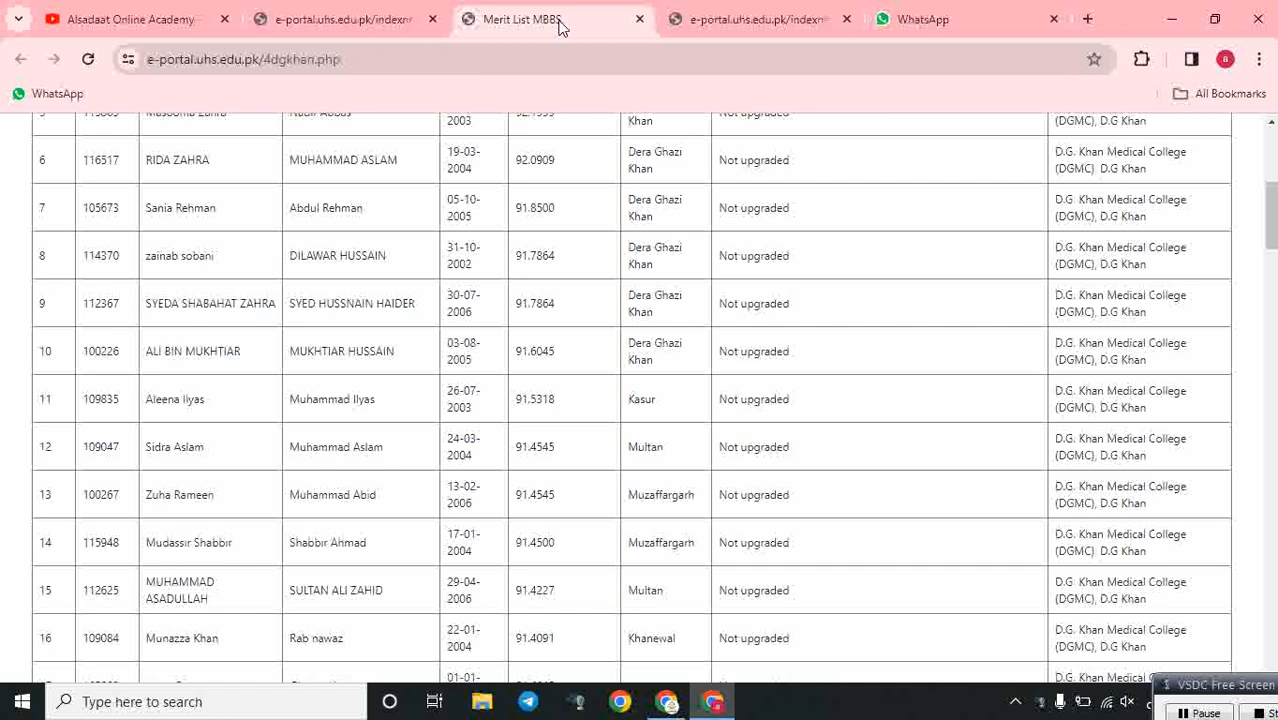 Alsadaat Online Academy
e-portal.uhs.edu.pk/indexn
Merit List MBBS
e-portal.uhs.edu.pk/indexn
WhatsApp
e-portal.uhs.edu.pk/4dgkhan.php
a
WhatsApp
All Bookmarks
2003
Khan
(DGMC), D.G Khan
6 116517 RIDA ZAHRA MUHAMMAD ASLAM 19-03-2004 92.0909 Dera Ghazi Khan Not upgraded D.G. Khan Medical College (DGMC) D.G Khan
7 105673 Sania Rehman Abdul Rehman 05-10-2005 91.8500 Dera Ghazi Khan Not upgraded D.G. Khan Medical College (DGMC), D.G Khan
8 114370 zainab sobani DILAWAR HUSSAIN 31-10-2002 91.7864 Dera Ghazi Khan Not upgraded D.G. Khan Medical College (DGMC), D.G Khan
9 112367 SYEDA SHABAHAT ZAHRA SYED HUSSNAIN HAIDER 30-07-2006 91.7864 Dera Ghazi Khan Not upgraded D.G. Khan Medical College (DGMC), D.G Khan
10 100226 ALI BIN MUKHTIAR MUKHTIAR HUSSAIN 03-08-2005 91.6045 Dera Ghazi Khan Not upgraded D.G. Khan Medical College (DGMC), D.G Khan
11 109835 Aleena Ilyas Muhammad Ilyas 26-07-2003 91.5318 Kasur Not upgraded D.G. Khan Medical College (DGMC), D.G Khan
12 109047 Sidra Aslam Muhammad Aslam 24-03-2004 91.4545 Multan Not upgraded D.G. Khan Medical College (DGMC), D.G Khan
13 100267 Zuha Rameen Muhammad Abid 13-02-2006 91.4545 Muzaffargarh Not upgraded D.G. Khan Medical College (DGMC), D.G Khan
14 115948 Mudassir Shabbir Shabbir Ahmad 17-01-2004 91.4500 Muzaffargarh Not upgraded D.G. Khan Medical College (DGMC) D.G Khan
15 112625 MUHAMMAD ASADULLAH SULTAN ALI ZAHID 29-04-2006 91.4227 Multan Not upgraded D.G. Khan Medical College (DGMC), D.G Khan
16 109084 Munazza Khan Rab nawaz 22-01-2004 91.4091 Khanewal Not upgraded D.G. Khan Medical College (DGMC), D.G Khan
01-01-
Type here to search
VSDC Free Screen
Pause
St